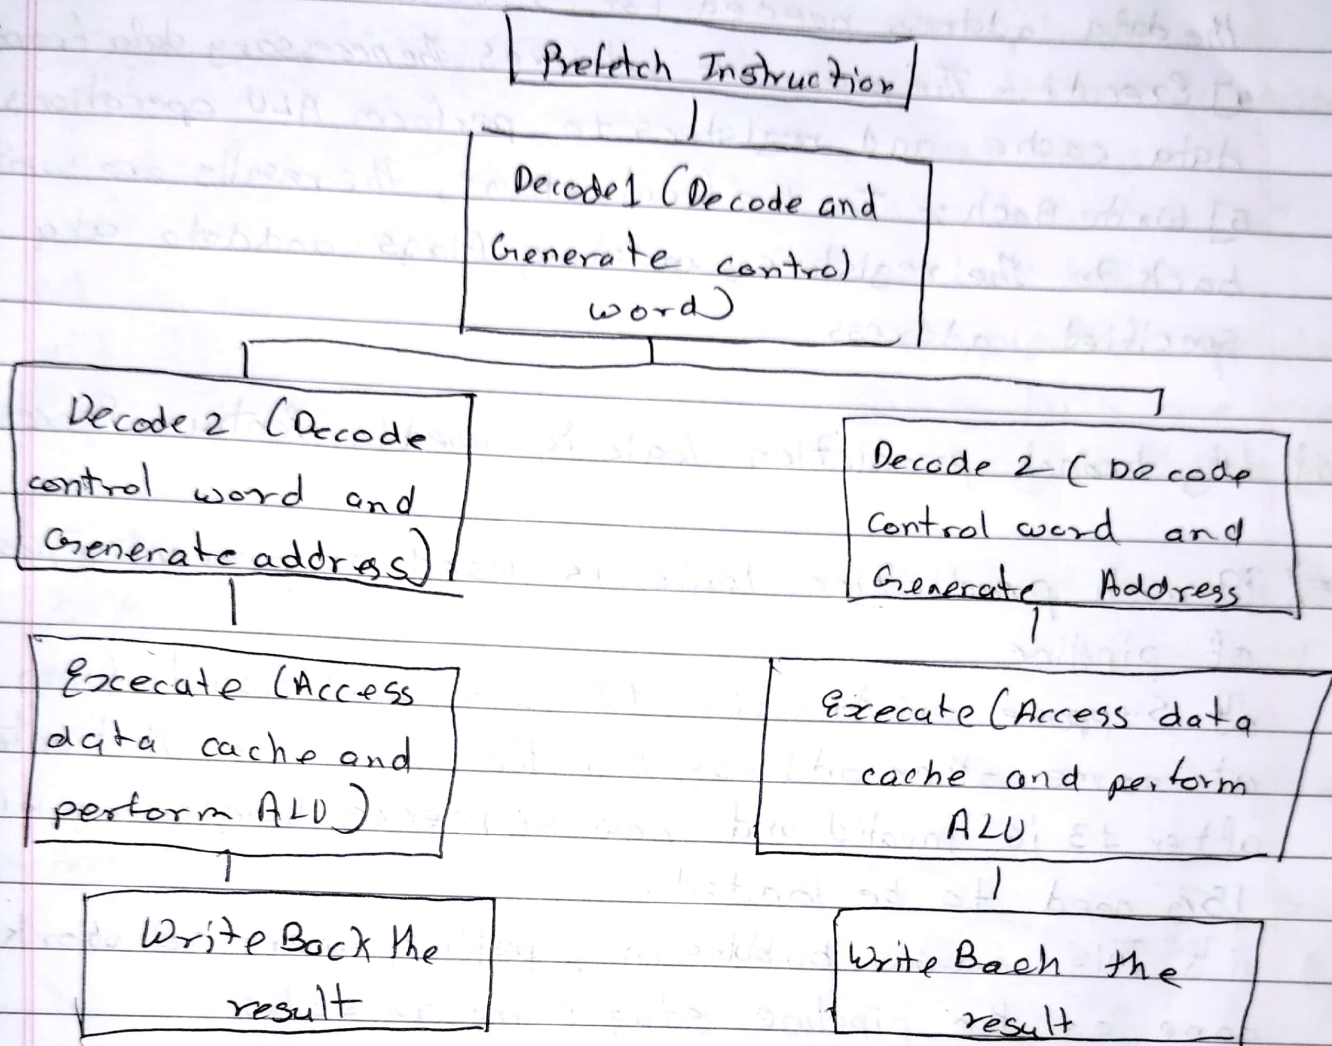 Prefetch Instruction
Decode1 (Decode and
Generate control
word)
Decode 2 (Decode
control word and
Generate address)
Decode 2 (Decode
control word and
Generate Address
Excecate (Access
data cache and
perform ALU)
Execate (Access data
cache and perform
ALU
Write Back the
result
Write Bach the
result